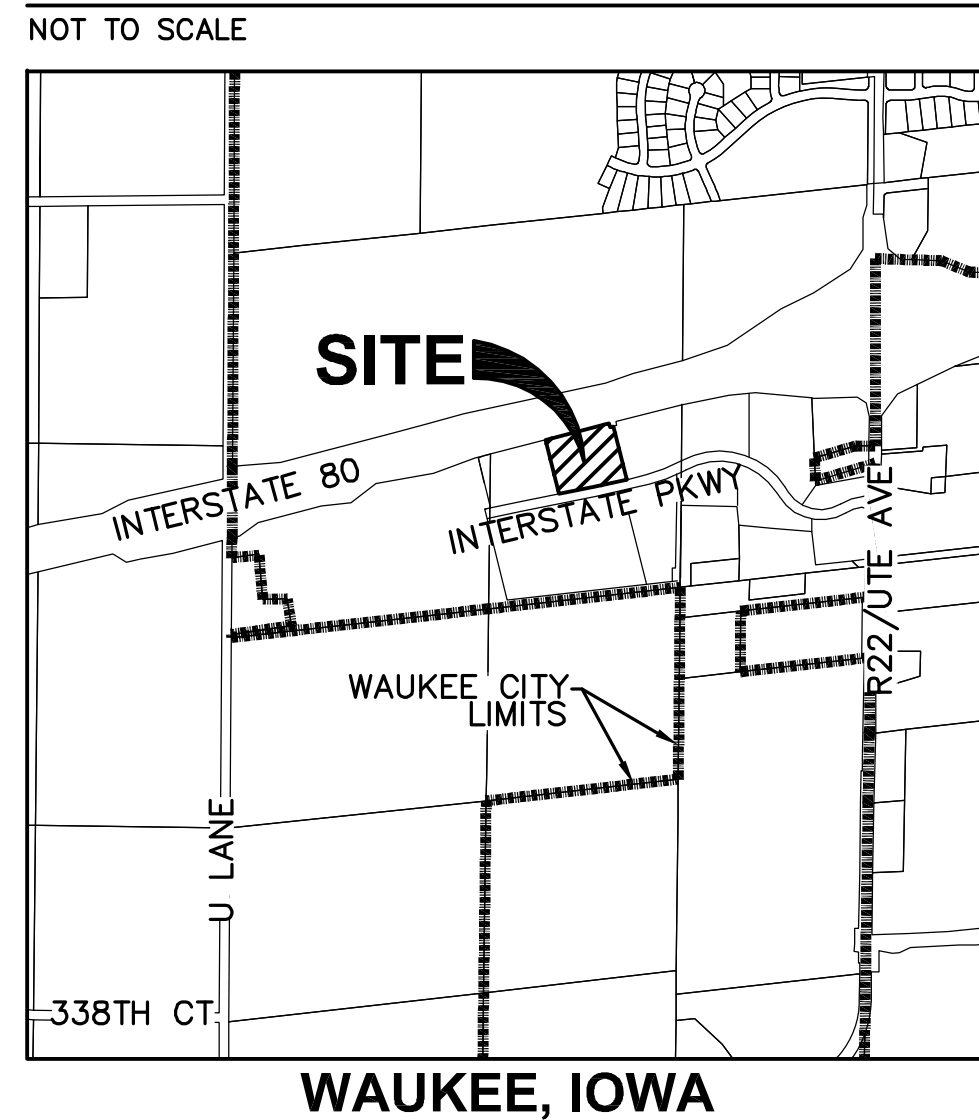 NOT TO SCALE
SITE
INTERSTATE 80
INTERSTATE PKWY
R22/UTE AVE
WAUKEE CITY
LIMITS
U LANE
338TH CT
WAUKEE, IOWA